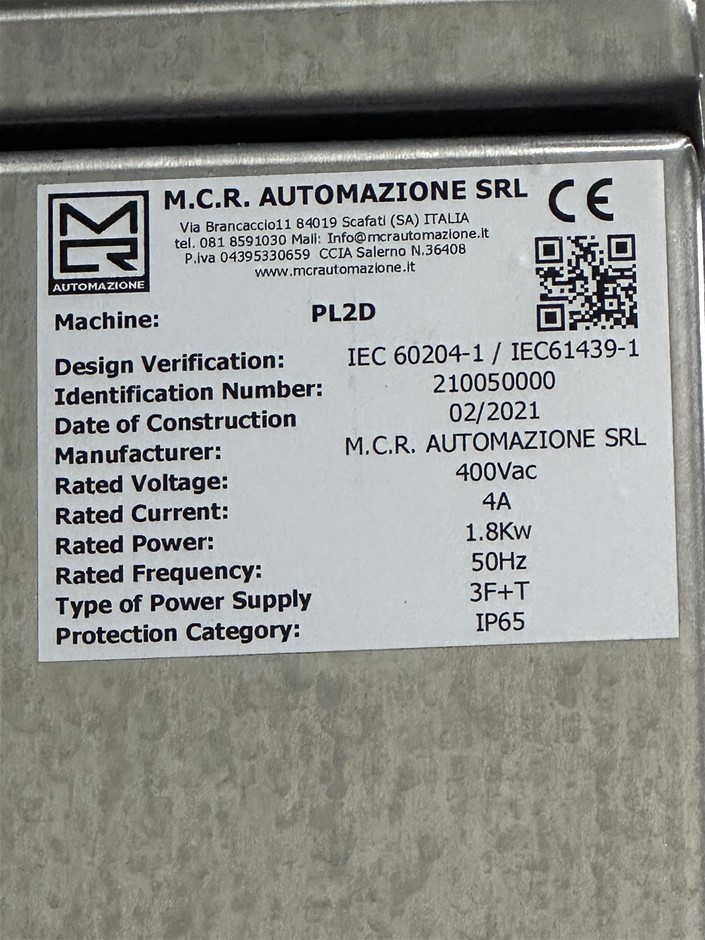 MCR
AUTOMAZIONE
M.C.R. AUTOMAZIONE SRL
CE
Via Brancaccio11 84019 Scafati (SA) ITALIA
tel. 081 8591030 Mail: Info@mcrautomazione.it
P.iva 04395330659 CCIA Salerno N.36408
www.mcrautomazione.it
Machine: PL2D
Design Verification: IEC 60204-1 / IEC61439-1
Identification Number: 210050000
Date of Construction 02/2021
Manufacturer: M.C.R. AUTOMAZIONE SRL
Rated Voltage: 400Vac
Rated Current: 4A
Rated Power: 1.8Kw
Rated Frequency: 50Hz
Type of Power Supply 3F+T
Protection Category: IP65